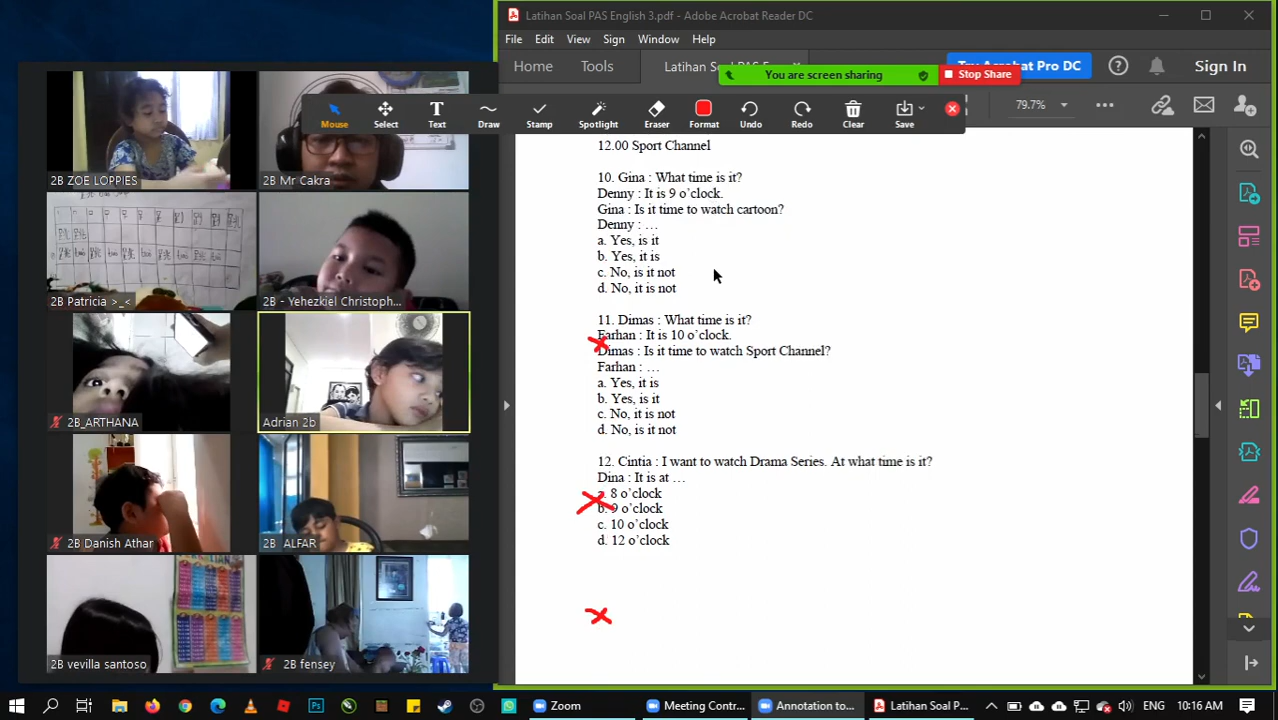 Latihan Soal PAS English 3.pdf - Adobe Acrobat Reader DC
File Edit View Sign Window Help
Home Tools Latihan So
Try Acrobat Pro DC
Sign In
You are screen sharing
Stop Share
Mouse Select Text Draw Stamp Spotlight Eraser Format Undo Redo Clear Save
79.7%
2B ZOE LOPPIES
2B Mr Cakra
2B Patricia >_<
2B - Yehezkiel Christoph...
2B_ARTHANA
Adrian 2b
2B Danish Athar
2B ALFAR
2B vevilla santoso
2B fensey
12.00 Sport Channel
10. Gina : What time is it?
Denny : It is 9 o’clock.
Gina : Is it time to watch cartoon?
Denny : …
a. Yes, is it
b. Yes, it is
c. No, is it not
d. No, it is not
11. Dimas : What time is it?
Farhan : It is 10 o’clock.
Dimas : Is it time to watch Sport Channel?
Farhan : …
a. Yes, it is
b. Yes, is it
c. No, it is not
d. No, it is not
12. Cintia : I want to watch Drama Series. At what time is it?
Dina : It is at …
a. 8 o’clock
b. 9 o’clock
c. 10 o’clock
d. 12 o’clock
Zoom
Meeting Contr...
Annotation to...
Latihan Soal P...
ENG
10:16 AM